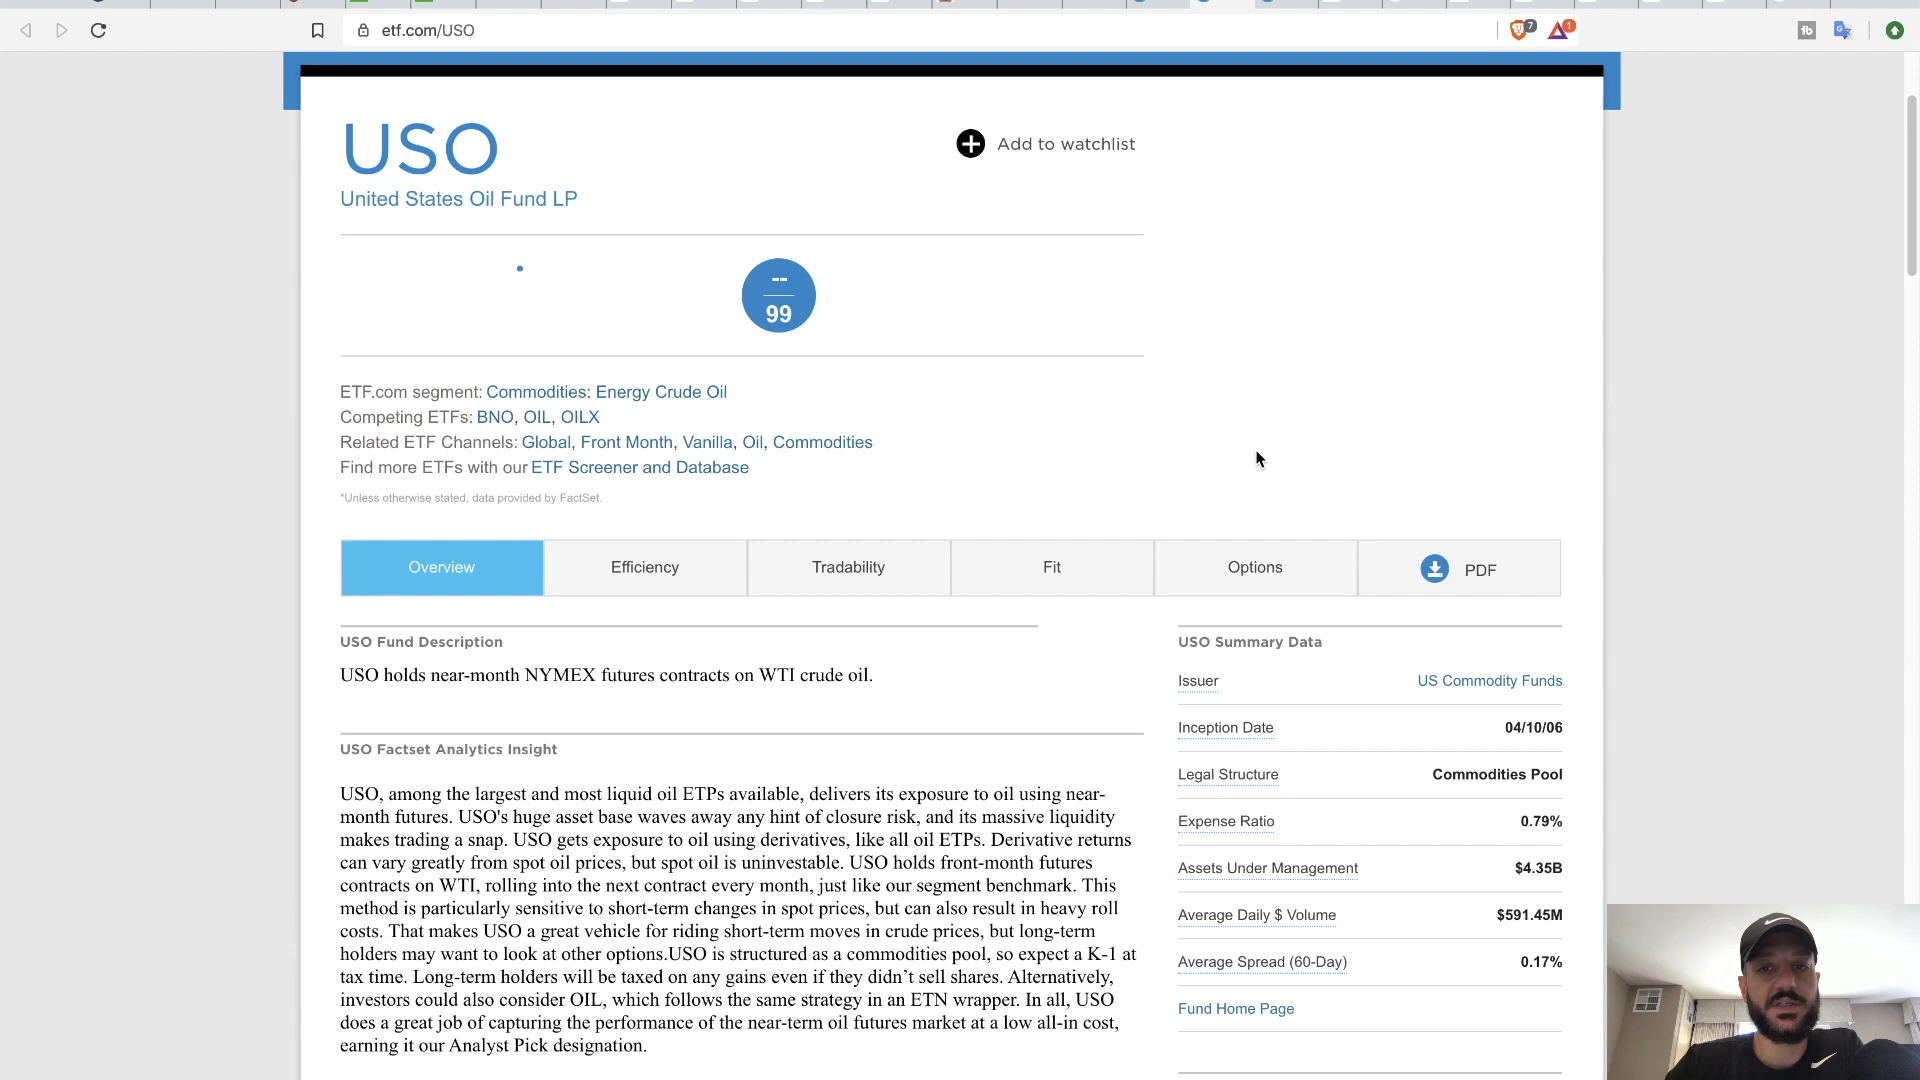 etf.com/USO
7
1
USO
Add to watchlist
United States Oil Fund LP
--
99
ETF.com segment: Commodities: Energy Crude Oil
Competing ETFs: BNO, OIL, OILX
Related ETF Channels: Global, Front Month, Vanilla, Oil, Commodities
Find more ETFs with our ETF Screener and Database
*Unless otherwise stated, data provided by FactSet.
Overview
Efficiency
Tradability
Fit
Options
PDF
USO Fund Description
USO holds near-month NYMEX futures contracts on WTI crude oil.
USO Factset Analytics Insight
USO, among the largest and most liquid oil ETPs available, delivers its exposure to oil using near-
month futures. USO's huge asset base waves away any hint of closure risk, and its massive liquidity
makes trading a snap. USO gets exposure to oil using derivatives, like all oil ETPs. Derivative returns
can vary greatly from spot oil prices, but spot oil is uninvestable. USO holds front-month futures
contracts on WTI, rolling into the next contract every month, just like our segment benchmark. This
method is particularly sensitive to short-term changes in spot prices, but can also result in heavy roll
costs. That makes USO a great vehicle for riding short-term moves in crude prices, but long-term
holders may want to look at other options.USO is structured as a commodities pool, so expect a K-1 at
tax time. Long-term holders will be taxed on any gains even if they didn’t sell shares. Alternatively,
investors could also consider OIL, which follows the same strategy in an ETN wrapper. In all, USO
does a great job of capturing the performance of the near-term oil futures market at a low all-in cost,
earning it our Analyst Pick designation.
USO Summary Data
Issuer US Commodity Funds
Inception Date 04/10/06
Legal Structure Commodities Pool
Expense Ratio 0.79%
Assets Under Management $4.35B
Average Daily $ Volume $591.45M
Average Spread (60-Day) 0.17%
Fund Home Page